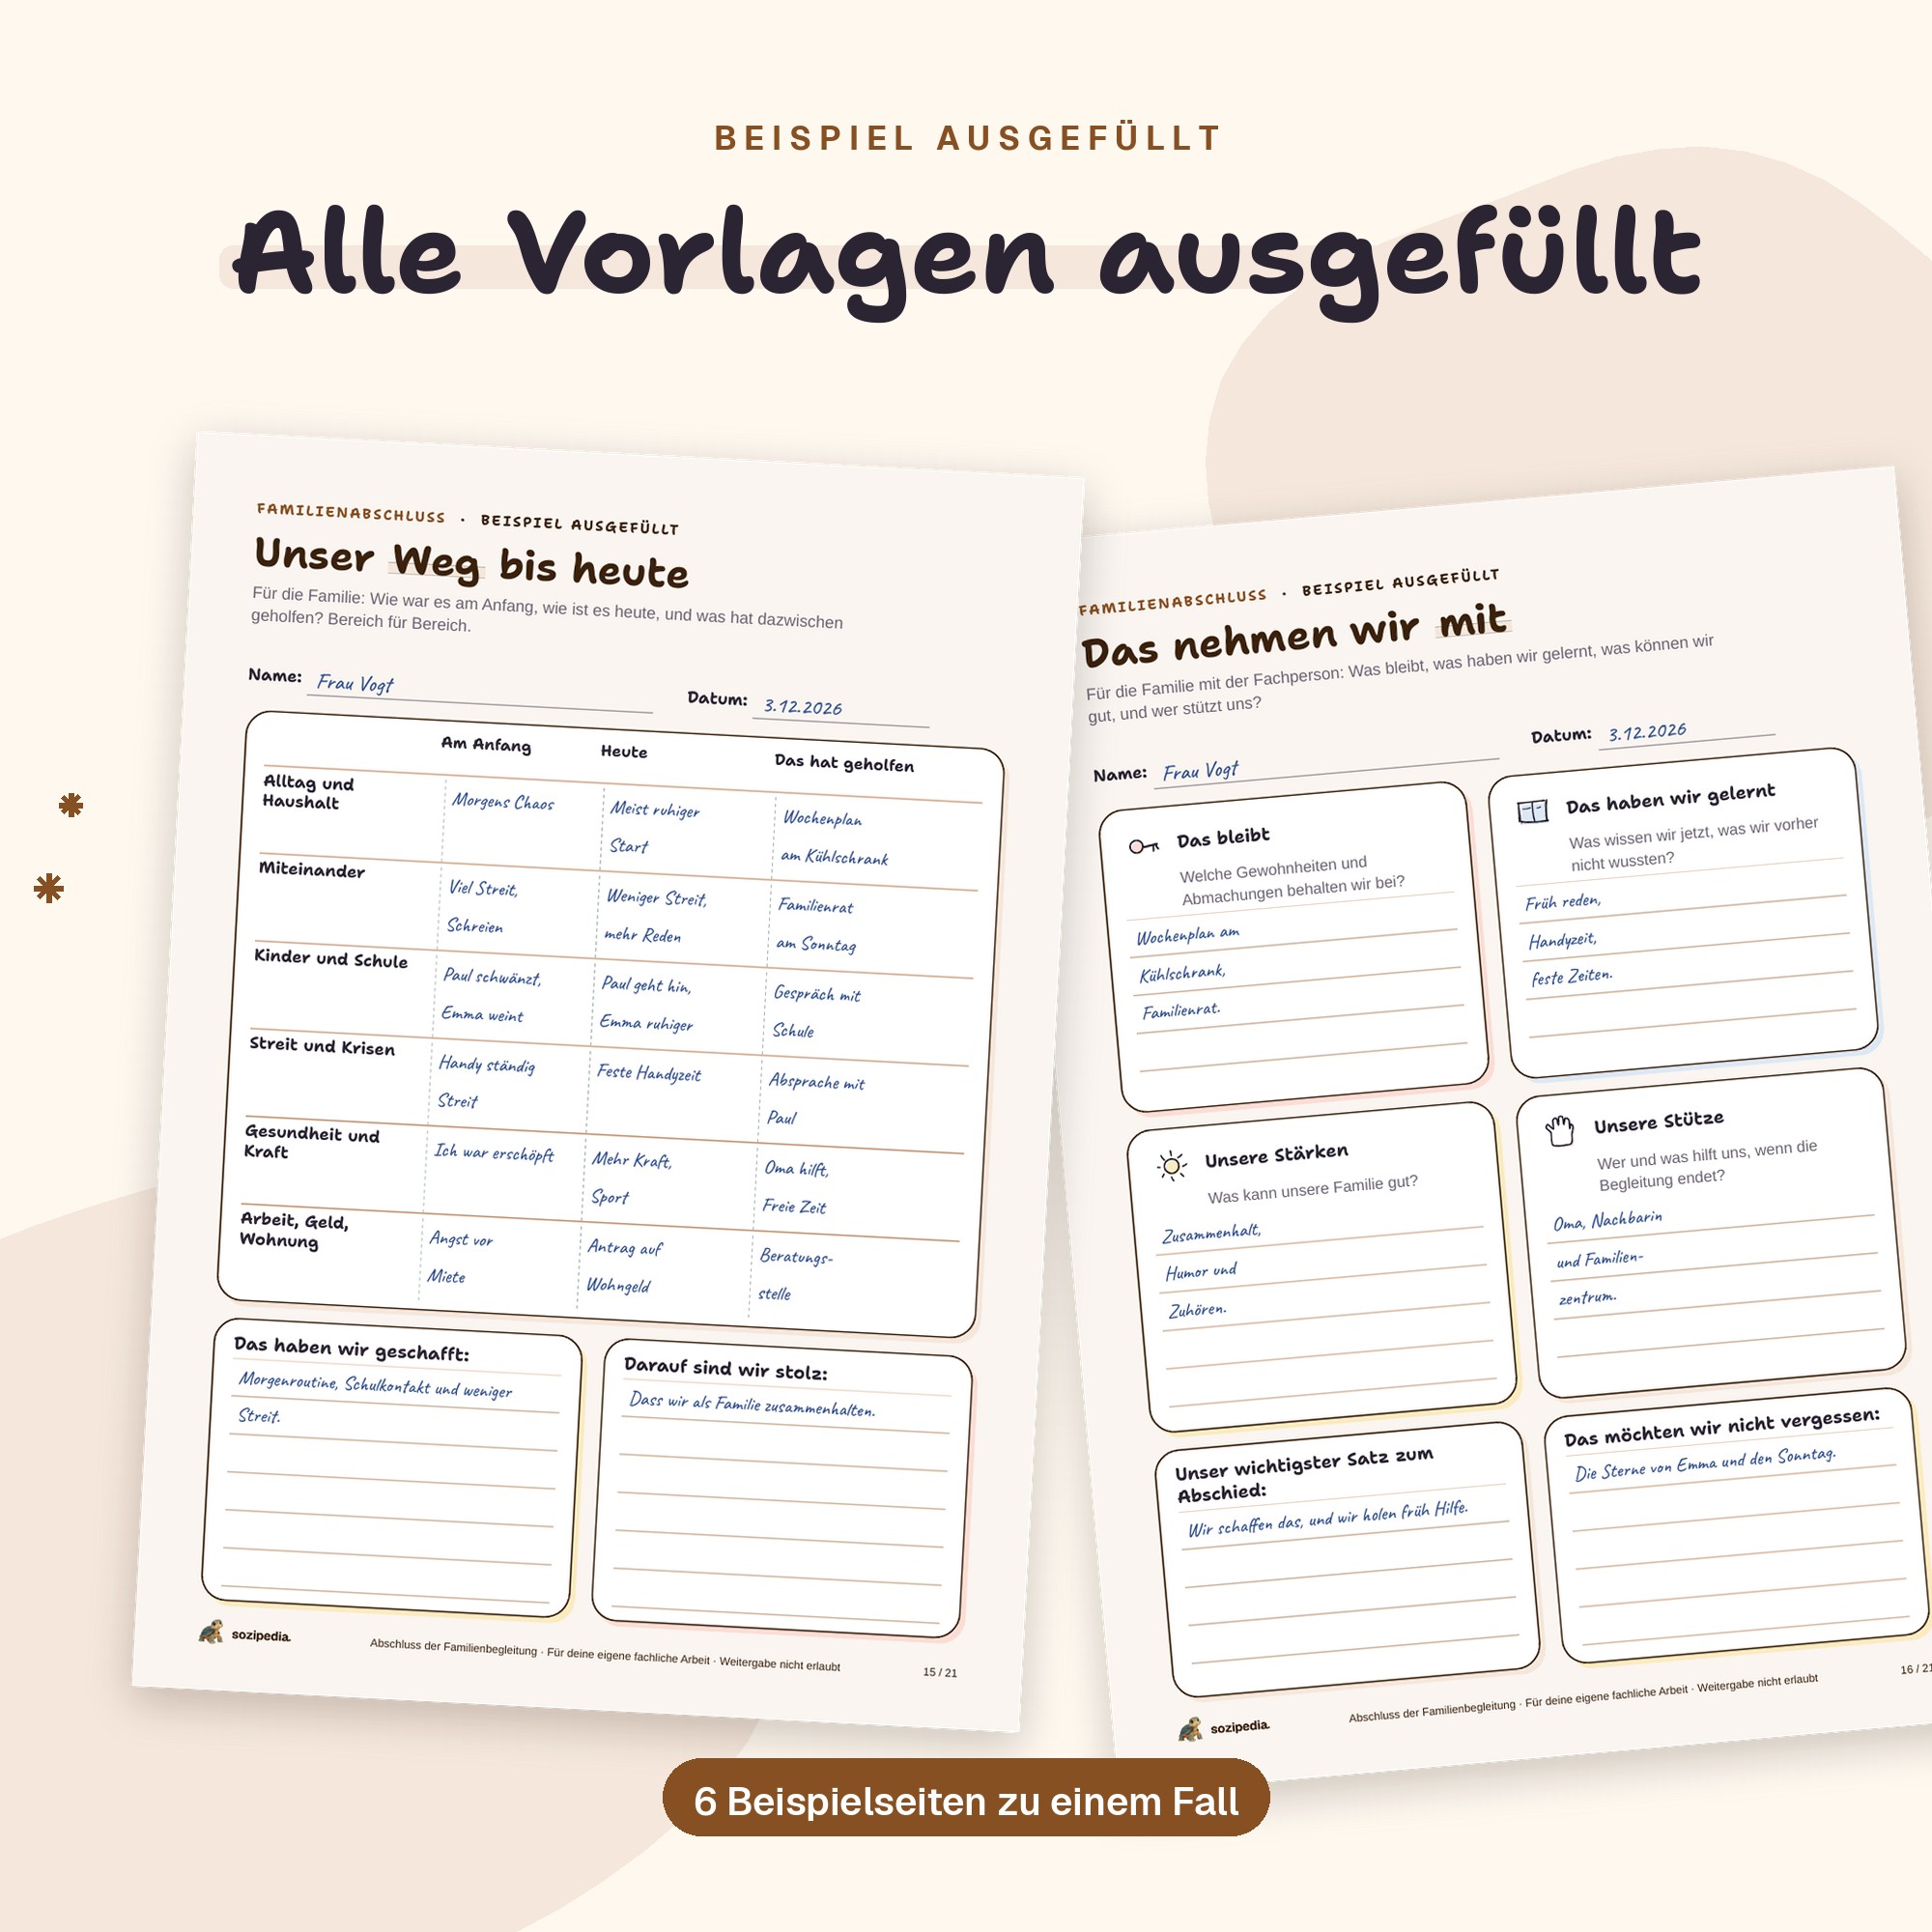 BEISPIEL AUSGEFÜLLT
Alle Vorlagen ausgefüllt
FAMILIENABSCHLUSS · BEISPIEL AUSGEFÜLLT
Unser Weg bis heute
Für die Familie: Wie war es am Anfang, wie ist es heute, und was hat dazwischen
geholfen? Bereich für Bereich.
Name: Frau Vogt Datum: 3.12.2026
Am Anfang Heute Das hat geholfen
Alltag und
Haushalt
Morgens Chaos
Meist ruhiger
Start
Wochenplan
am Kühlschrank
Miteinander
Viel Streit,
Schreien
Weniger Streit,
mehr Reden
Familienrat
am Sonntag
Kinder und Schule
Paul schwänzt,
Emma weint
Paul geht hin,
Emma ruhiger
Gespräch mit
Schule
Streit und Krisen
Handy ständig
Streit
Feste Handyzeit
Absprache mit
Paul
Gesundheit und
Kraft
Ich war erschöpft
Mehr Kraft,
Sport
Oma hilft,
Freie Zeit
Arbeit, Geld,
Wohnung
Angst vor
Miete
Antrag auf
Wohngeld
Beratungs-
stelle
Das haben wir geschafft:
Morgenroutine, Schulkontakt und weniger
Streit.
Darauf sind wir stolz:
Dass wir als Familie zusammenhalten.
sozipedia.
Abschluss der Familienbegleitung · Für deine eigene fachliche Arbeit · Weitergabe nicht erlaubt
15 / 21
FAMILIENABSCHLUSS · BEISPIEL AUSGEFÜLLT
Das nehmen wir mit
Für die Familie mit der Fachperson: Was bleibt, was haben wir gelernt, was können wir
gut, und wer stützt uns?
Name: Frau Vogt Datum: 3.12.2026
Das bleibt
Welche Gewohnheiten und
Abmachungen behalten wir bei?
Wochenplan am
Kühlschrank,
Familienrat.
Das haben wir gelernt
Was wissen wir jetzt, was wir vorher
nicht wussten?
Früh reden,
Handyzeit,
feste Zeiten.
Unsere Stärken
Was kann unsere Familie gut?
Zusammenhalt,
Humor und
Zuhören.
Unsere Stütze
Wer und was hilft uns, wenn die
Begleitung endet?
Oma, Nachbarin
und Familien-
zentrum.
Unser wichtigster Satz zum
Abschied:
Wir schaffen das, und wir holen früh Hilfe.
Das möchten wir nicht vergessen:
Die Sterne von Emma und den Sonntag.
sozipedia.
Abschluss der Familienbegleitung · Für deine eigene fachliche Arbeit · Weitergabe nicht erlaubt
16 / 21
6 Beispielseiten zu einem Fall